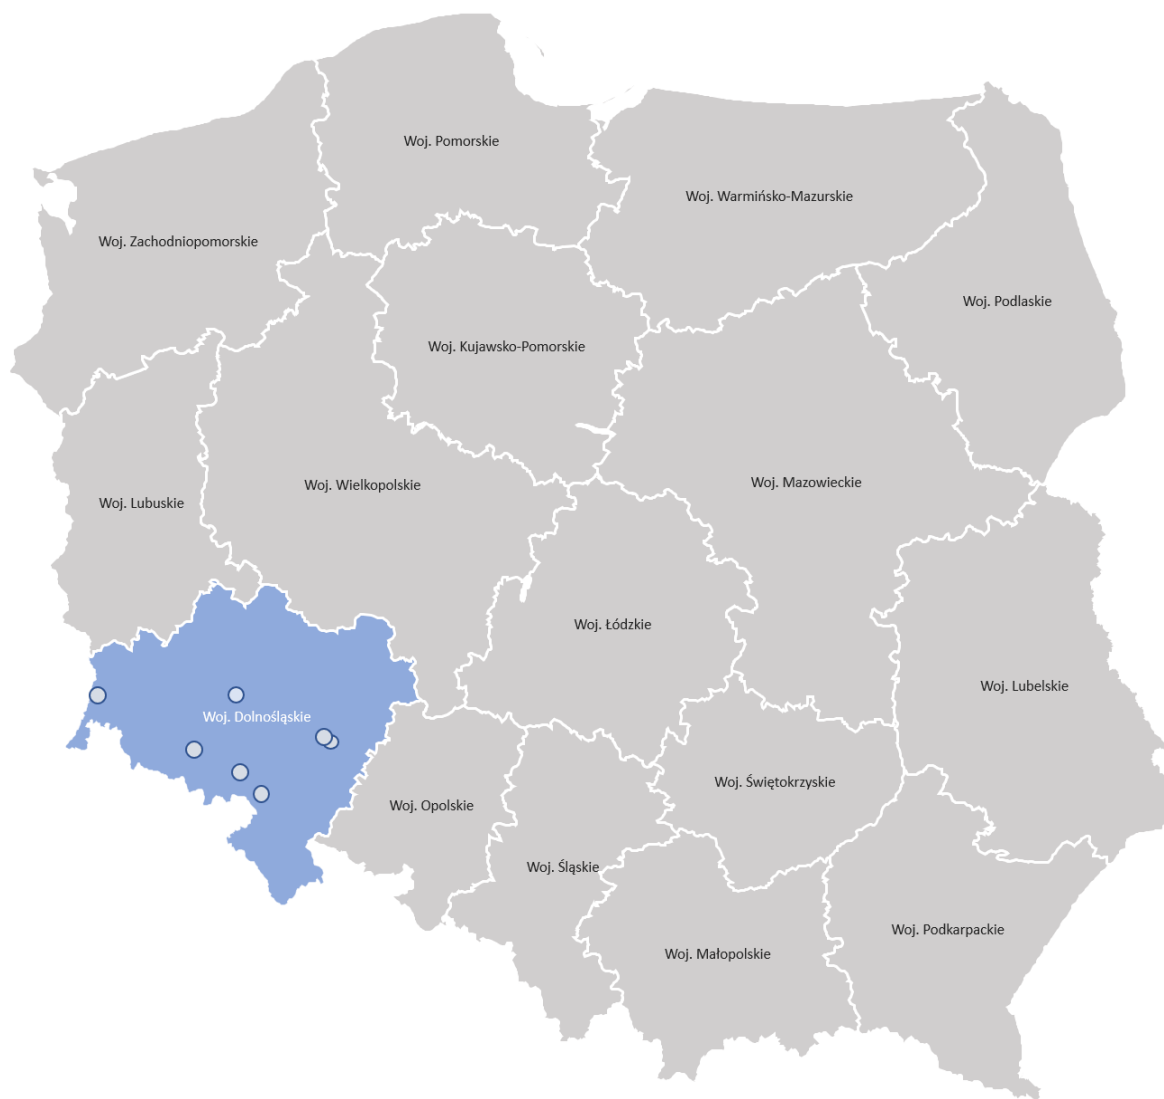 Woj. Pomorskie
Woj. Warmińsko-Mazurskie
Woj. Zachodniopomorskie
Woj. Podlaskie
Woj. Kujawsko-Pomorskie
Woj. Mazowieckie
Woj. Wielkopolskie
Woj. Lubuskie
Woj. Łódzkie
Woj. Lubelskie
Woj. Dolnośląskie
Woj. Świętokrzyskie
Woj. Opolskie
Woj. Śląskie
Woj. Podkarpackie
Woj. Małopolskie